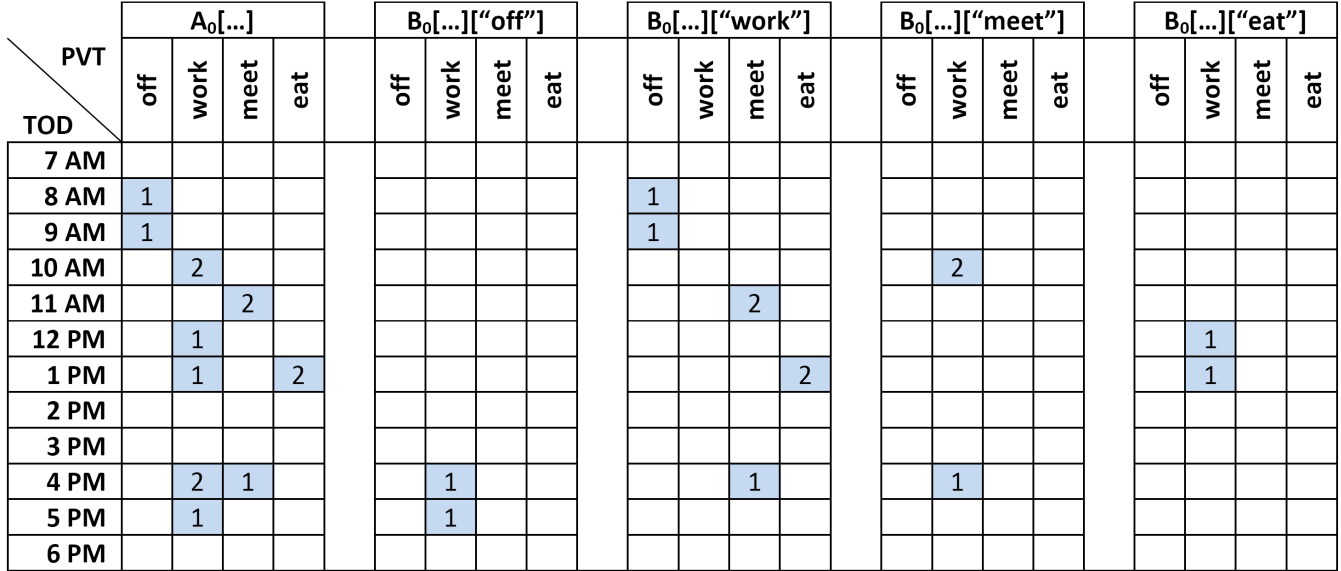 A₀[…] B₀[…][“off”] B₀[…][“work”] B₀[…][“meet”] B₀[…][“eat”]
PVT
TOD
off work meet eat off work meet eat off work meet eat off work meet eat off work meet eat
7 AM
8 AM 1 1
9 AM 1 1
10 AM 2 2
11 AM 2 2
12 PM 1 1
1 PM 1 2 2 1
2 PM
3 PM
4 PM 2 1 1 1 1
5 PM 1 1
6 PM